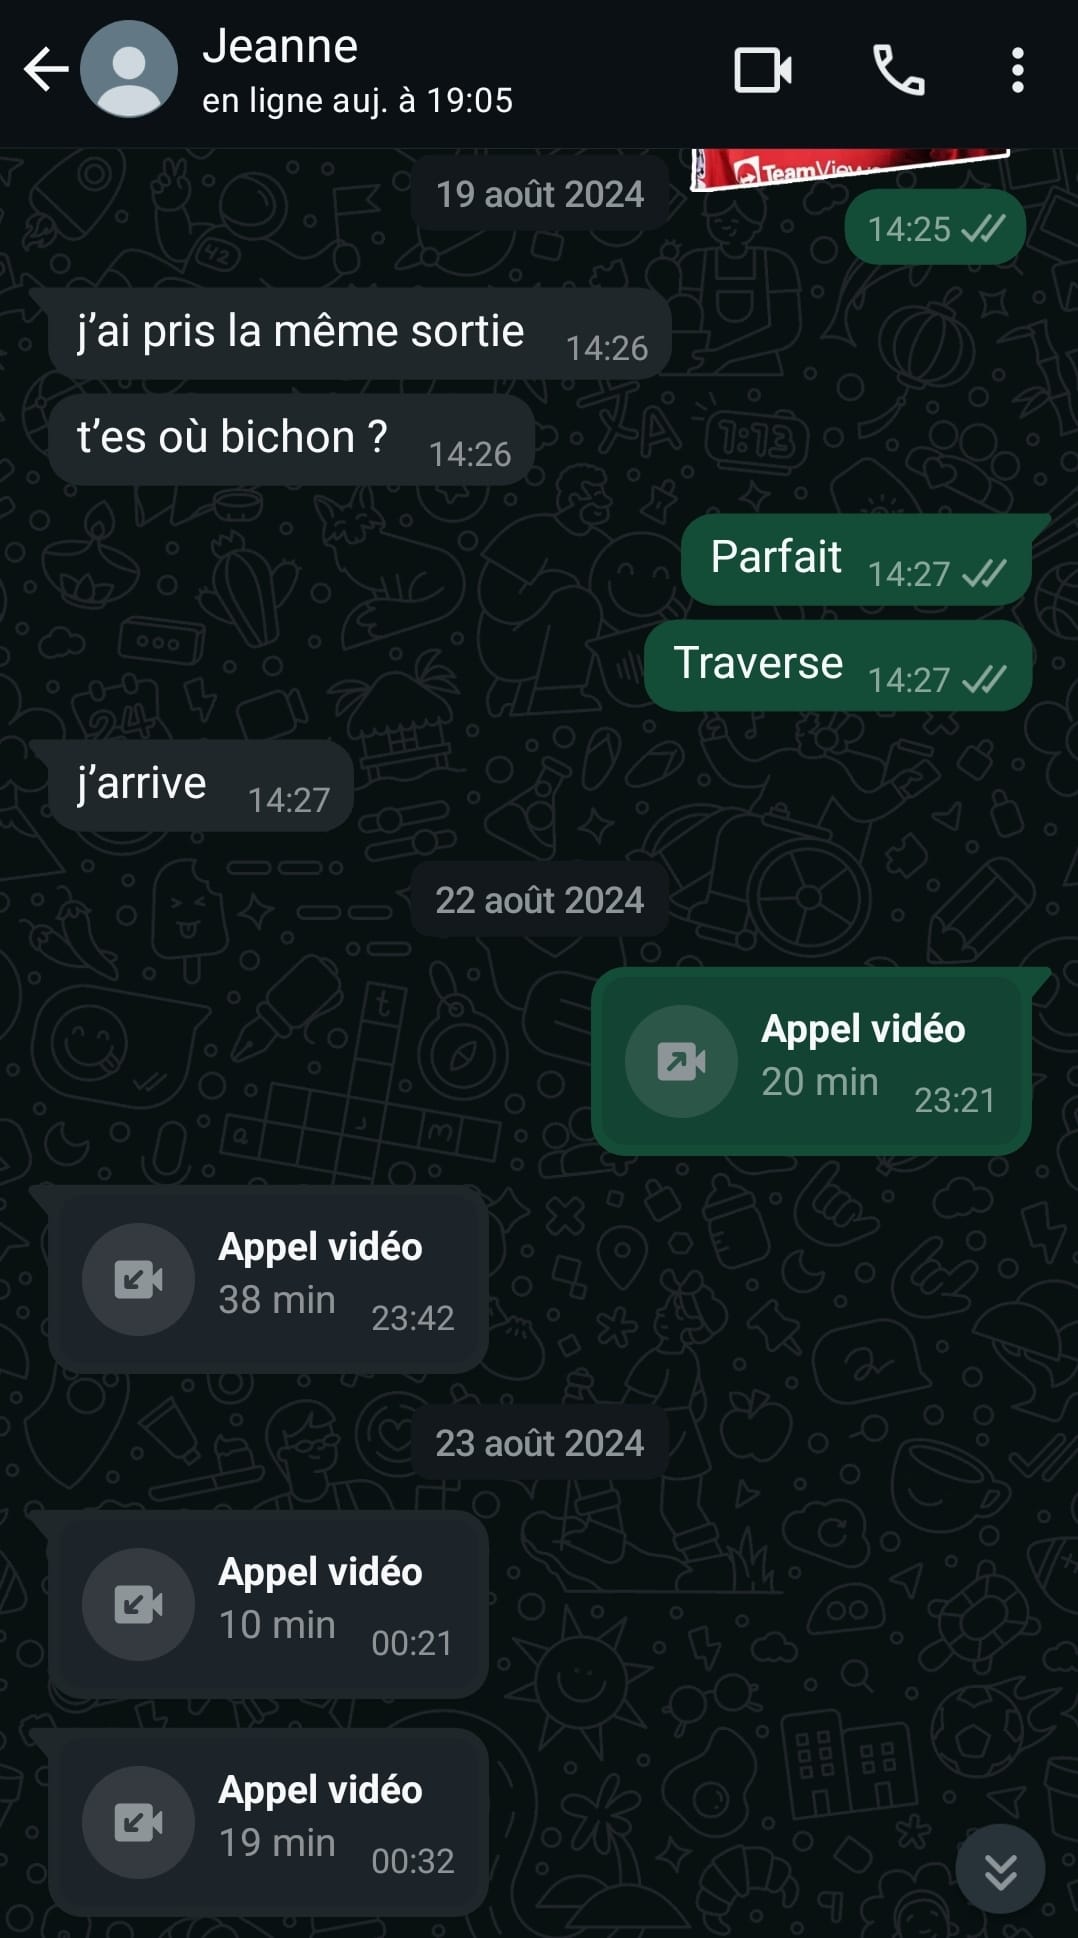 Jeanne
en ligne auj. à 19:05
TeamView
19 août 2024
14:25
j’ai pris la même sortie 14:26
t’es où bichon ? 14:26
Parfait 14:27
Traverse 14:27
j’arrive 14:27
22 août 2024
Appel vidéo
20 min 23:21
Appel vidéo
38 min 23:42
23 août 2024
Appel vidéo
10 min 00:21
Appel vidéo
19 min 00:32